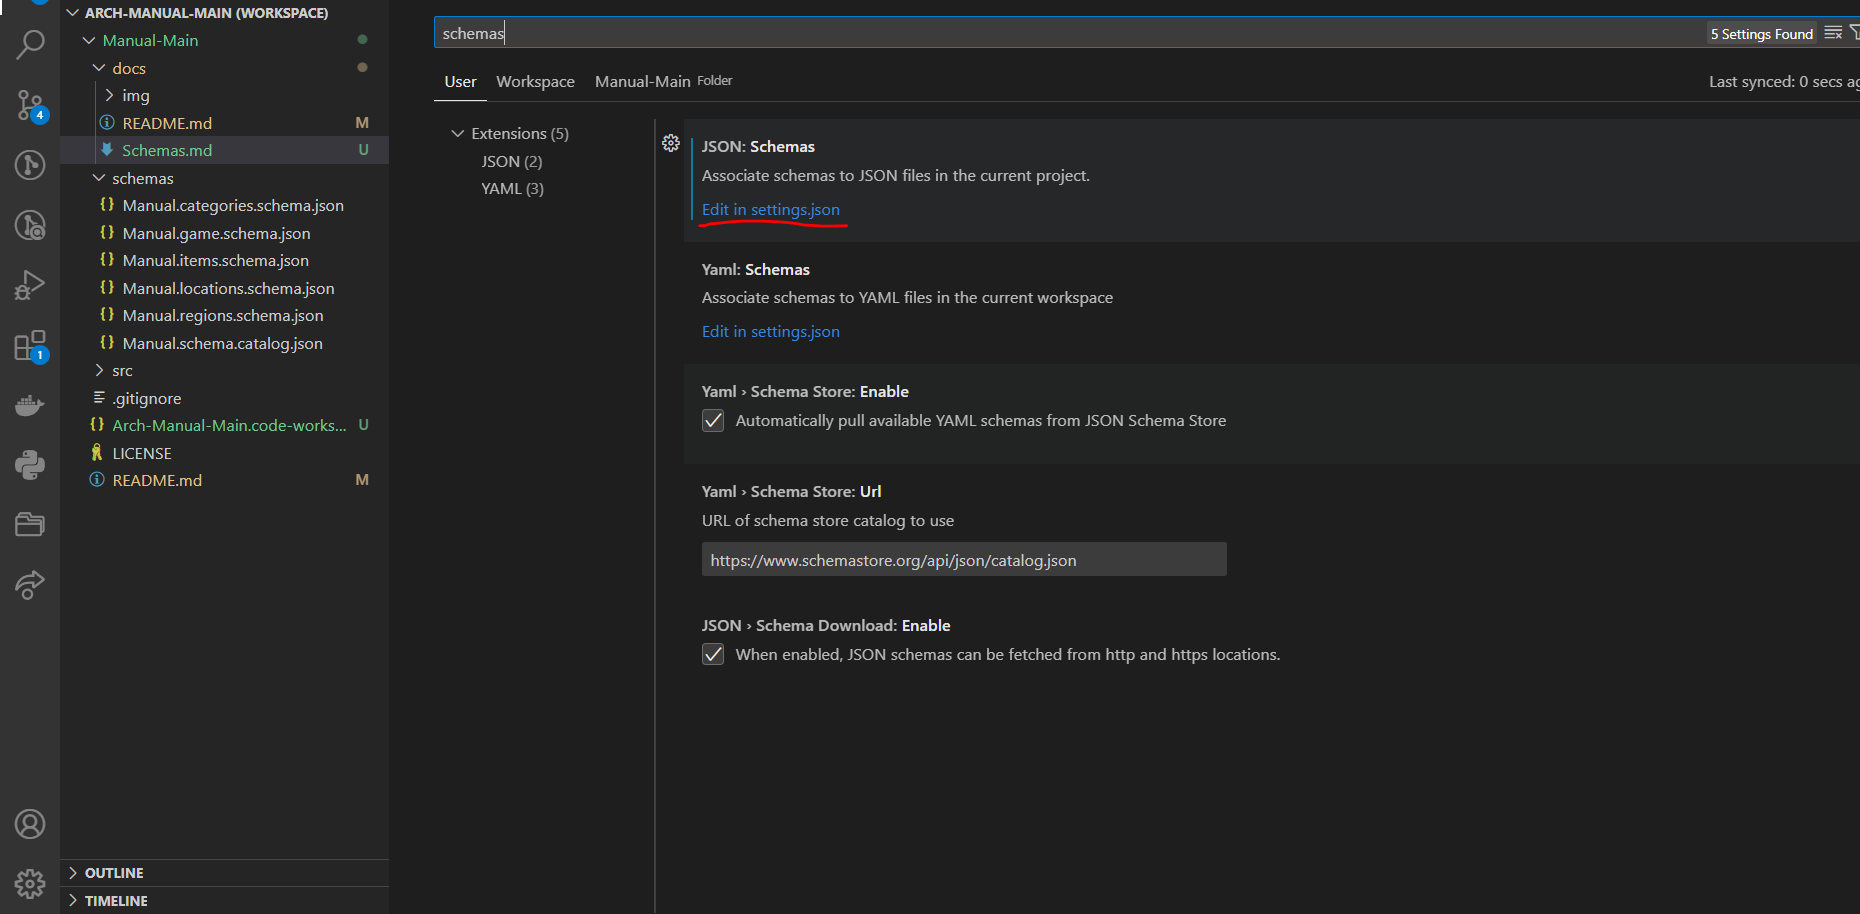 ARCH-MANUAL-MAIN (WORKSPACE)
Manual-Main
docs
img
README.md M
Schemas.md U
schemas
Manual.categories.schema.json
Manual.game.schema.json
Manual.items.schema.json
Manual.locations.schema.json
Manual.regions.schema.json
Manual.schema.catalog.json
src
.gitignore
Arch-Manual-Main.code-works... U
LICENSE
README.md M
OUTLINE
TIMELINE
4
1
schemas
5 Settings Found
User Workspace Manual-Main Folder
Last synced: 0 secs ag
Extensions (5)
JSON (2)
YAML (3)
JSON: Schemas
Associate schemas to JSON files in the current project.
Edit in settings.json
Yaml: Schemas
Associate schemas to YAML files in the current workspace
Edit in settings.json
Yaml › Schema Store: Enable
Automatically pull available YAML schemas from JSON Schema Store
Yaml › Schema Store: Url
URL of schema store catalog to use
https://www.schemastore.org/api/json/catalog.json
JSON › Schema Download: Enable
When enabled, JSON schemas can be fetched from http and https locations.